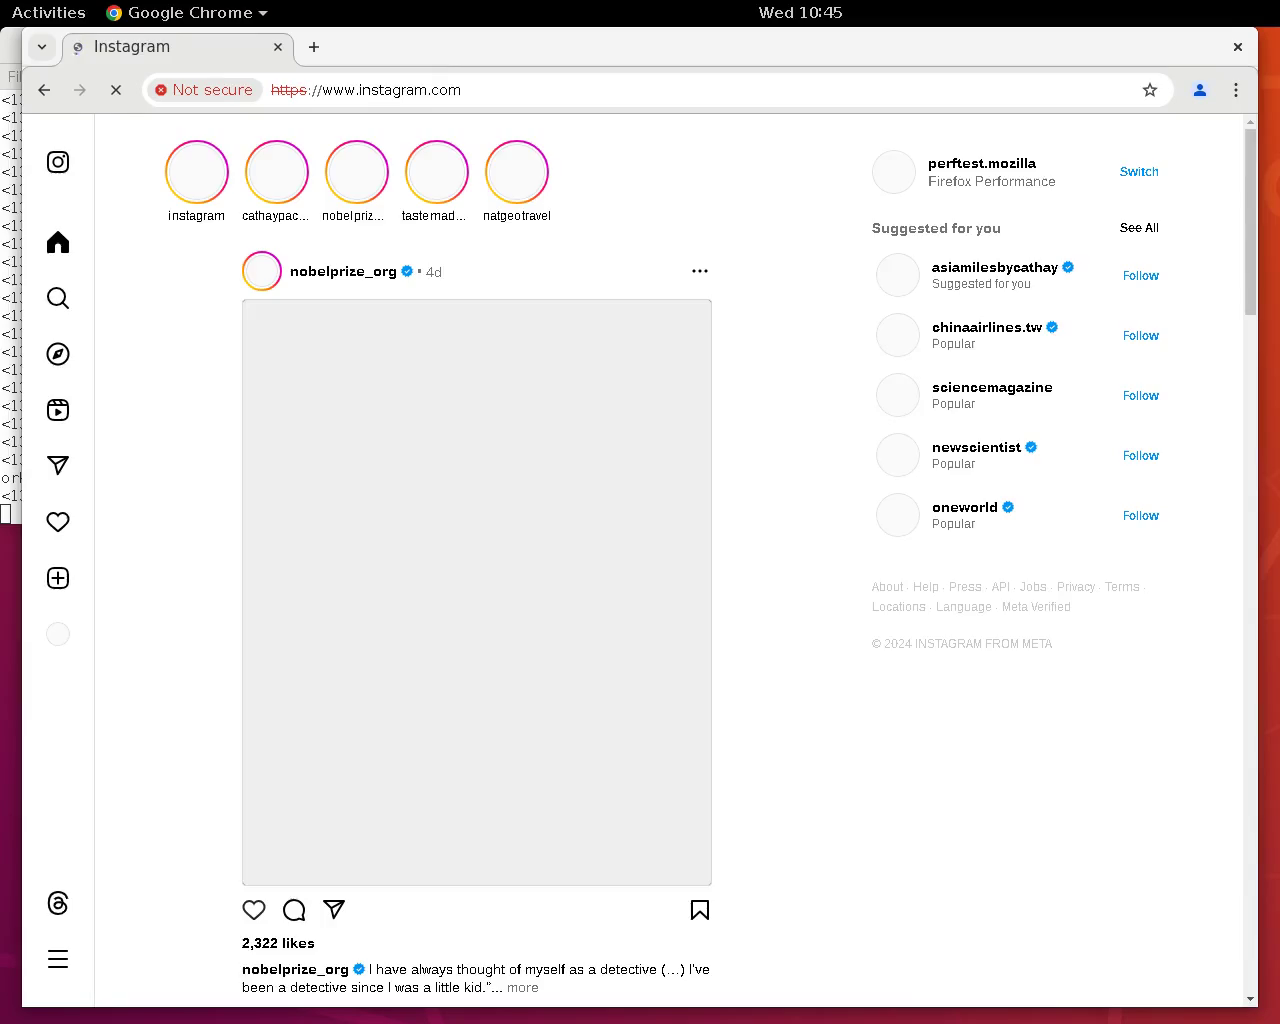 Activities
Google Chrome
Wed 10:45
Instagram
Not secure
https://www.instagram.com
instagram
cathaypac...
nobelpriz...
tastemad...
natgeotravel
perftest.mozilla
Firefox Performance
Switch
Suggested for you
See All
nobelprize_org • 4d
asiamilesbycathay
Suggested for you
Follow
chinaairlines.tw
Popular
Follow
sciencemagazine
Popular
Follow
newscientist
Popular
Follow
oneworld
Popular
Follow
About · Help · Press · API · Jobs · Privacy · Terms ·
Locations · Language · Meta Verified
© 2024 INSTAGRAM FROM META
2,322 likes
nobelprize_org I have always thought of myself as a detective (...) I've
been a detective since I was a little kid."... more